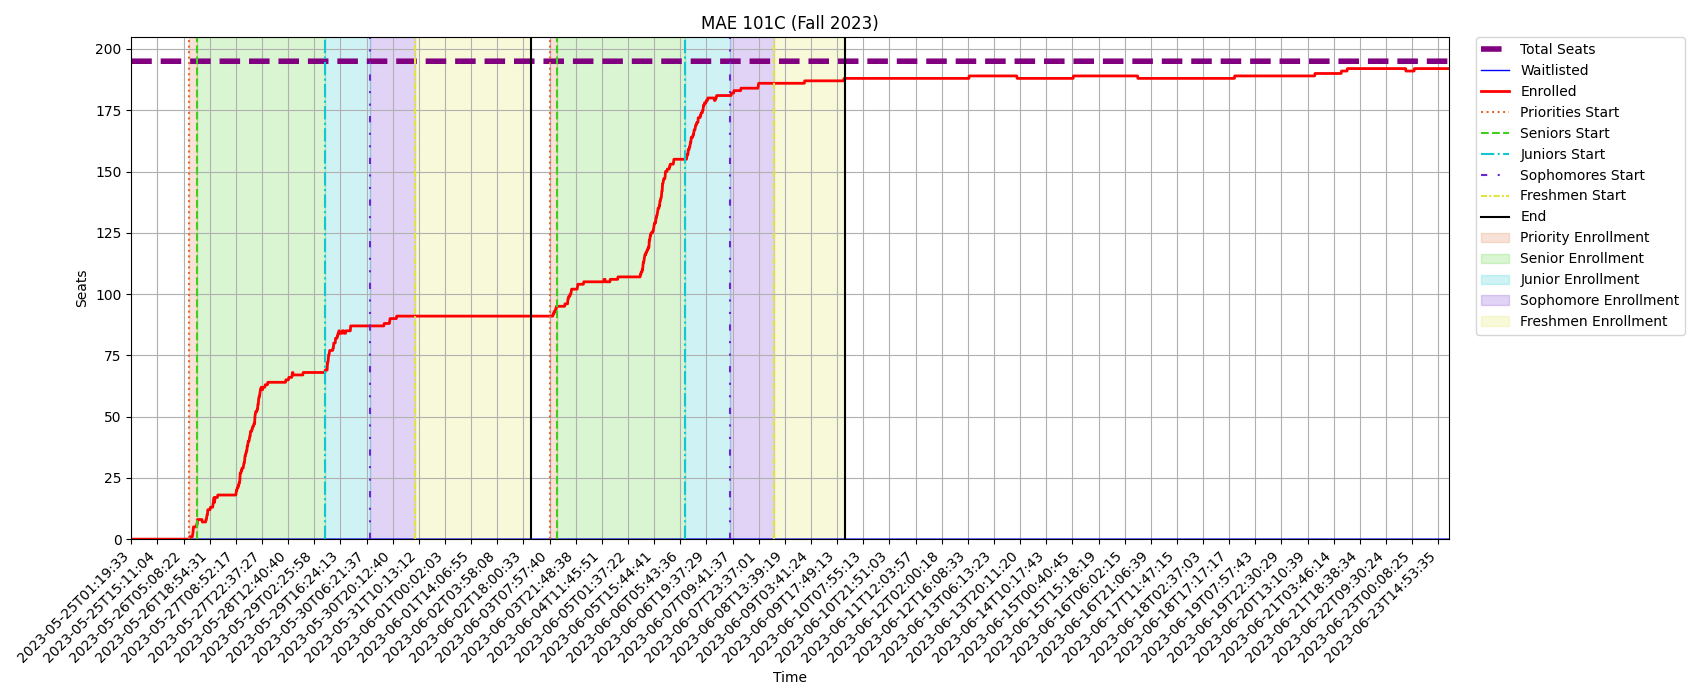 MAE 101C (Fall 2023)
Seats
200
175
150
125
100
75
50
25
0
2023-05-25T01:19:33
2023-05-25T15:11:04
2023-05-26T05:08:22
2023-05-26T18:54:31
2023-05-27T08:52:17
2023-05-27T22:37:27
2023-05-28T12:40:40
2023-05-29T02:25:58
2023-05-29T16:24:13
2023-05-30T06:21:37
2023-05-30T20:12:40
2023-05-31T10:13:12
2023-06-01T00:02:03
2023-06-01T14:06:55
2023-06-02T03:58:08
2023-06-02T18:00:33
2023-06-03T07:57:40
2023-06-03T21:48:38
2023-06-04T11:45:51
2023-06-05T01:37:22
2023-06-05T15:44:41
2023-06-06T05:43:36
2023-06-06T19:37:29
2023-06-07T09:41:37
2023-06-07T23:37:01
2023-06-08T13:39:19
2023-06-09T03:41:24
2023-06-09T17:49:13
2023-06-10T07:55:13
2023-06-10T21:51:03
2023-06-11T12:03:57
2023-06-12T02:00:18
2023-06-12T16:08:33
2023-06-13T06:13:23
2023-06-13T20:11:20
2023-06-14T10:17:43
2023-06-15T00:40:45
2023-06-15T15:18:19
2023-06-16T06:02:15
2023-06-16T21:06:39
2023-06-17T11:47:15
2023-06-18T02:37:03
2023-06-18T17:17:17
2023-06-19T07:57:43
2023-06-19T22:30:29
2023-06-20T13:10:39
2023-06-21T03:46:14
2023-06-21T18:38:34
2023-06-22T09:30:24
2023-06-23T00:08:25
2023-06-23T14:53:35
Time
Total Seats
Waitlisted
Enrolled
Priorities Start
Seniors Start
Juniors Start
Sophomores Start
Freshmen Start
End
Priority Enrollment
Senior Enrollment
Junior Enrollment
Sophomore Enrollment
Freshmen Enrollment